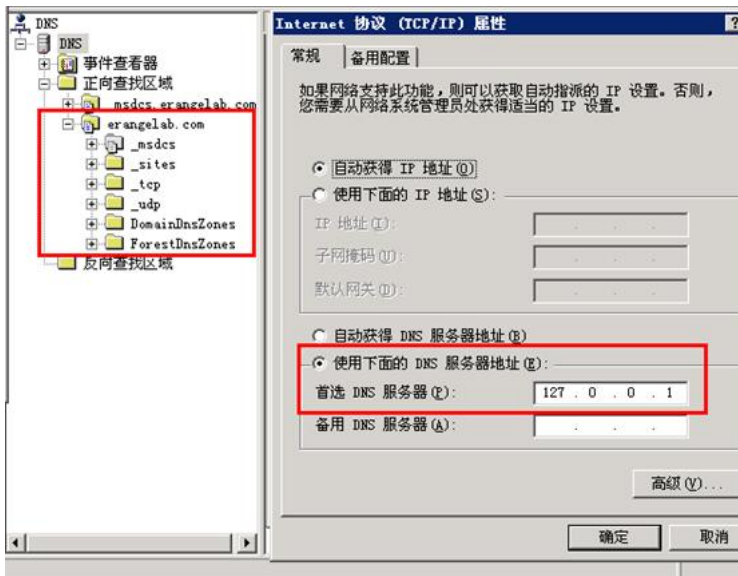 DNS
DNS
事件查看器
正向查找区域
_msdcs.erangelab.com
erangelab.com
_msdcs
_sites
_tcp
_udp
DomainDnsZones
ForestDnsZones
反向查找区域
Internet 协议 (TCP/IP) 属性
?
常规
备用配置
如果网络支持此功能，则可以获取自动指派的 IP 设置。否则，
您需要从网络系统管理员处获得适当的 IP 设置。
自动获得 IP 地址(O)
使用下面的 IP 地址(S):
IP 地址(I):
子网掩码(U):
默认网关(D):
自动获得 DNS 服务器地址(B)
使用下面的 DNS 服务器地址(E):
首选 DNS 服务器(P): 127 . 0 . 0 . 1
备用 DNS 服务器(A):
高级(V)...
确定 取消